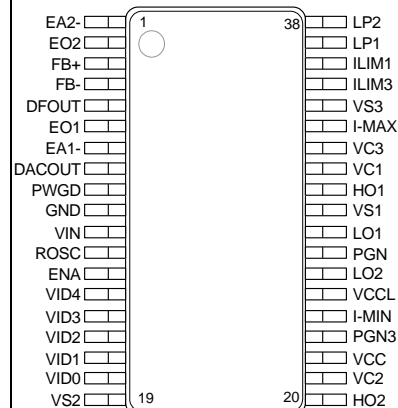 EA2- 1 38 LP2
EO2 LP1
FB+ ILIM1
FB- ILIM3
DFOUT VS3
EO1 I-MAX
EA1- VC3
DACOUT VC1
PWGD HO1
GND VS1
VIN LO1
ROSC PGN
ENA LO2
VID4 VCCL
VID3 I-MIN
VID2 PGN3
VID1 VCC
VID0 VC2
VS2 19 20 HO2